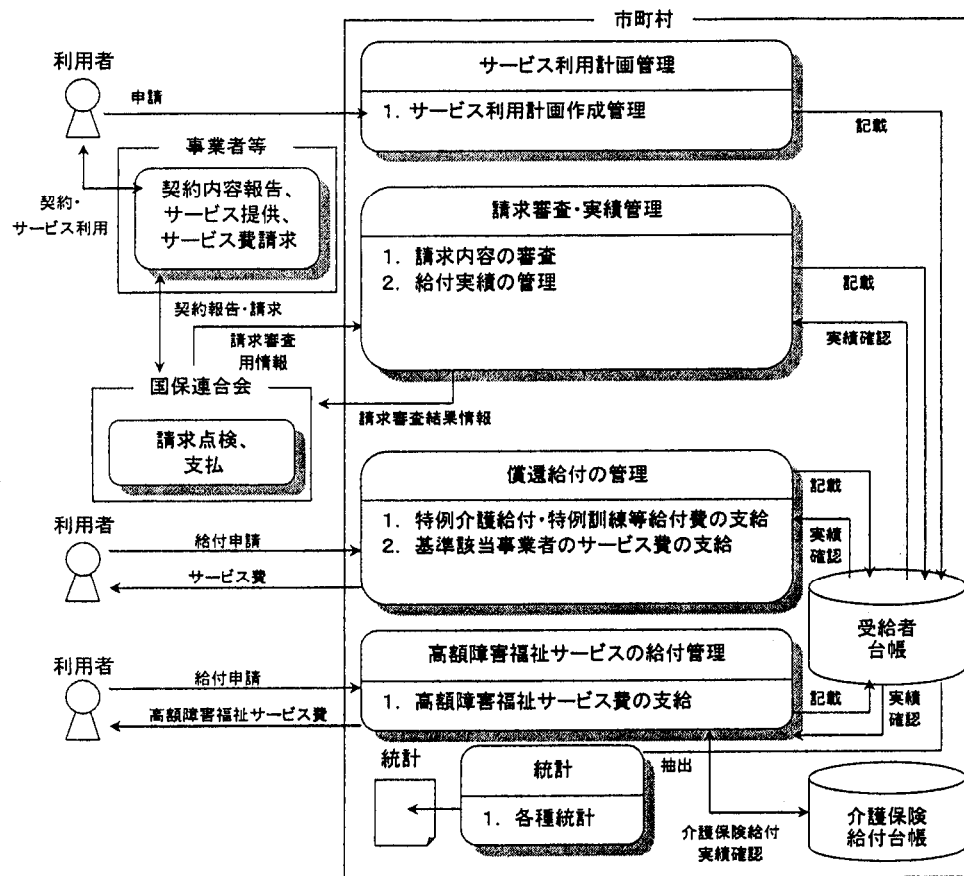 市町村
利用者
申請
サービス利用計画管理
1. サービス利用計画作成管理
記載
事業者等
契約内容報告、
サービス提供、
サービス費請求
契約・
サービス利用
請求審査・実績管理
1. 請求内容の審査
2. 給付実績の管理
記載
実績確認
契約報告・請求
請求審査
用情報
国保連合会
請求点検、
支払
請求審査結果情報
償還給付の管理
1. 特例介護給付・特例訓練等給付費の支給
2. 基準該当事業者のサービス費の支給
記載
実績
確認
利用者
給付申請
サービス費
受給者
台帳
利用者
給付申請
高額障害福祉サービス費
高額障害福祉サービスの給付管理
1. 高額障害福祉サービス費の支給
記載
実績
確認
統計
統計
1. 各種統計
抽出
介護保険給付
実績確認
介護保険
給付台帳